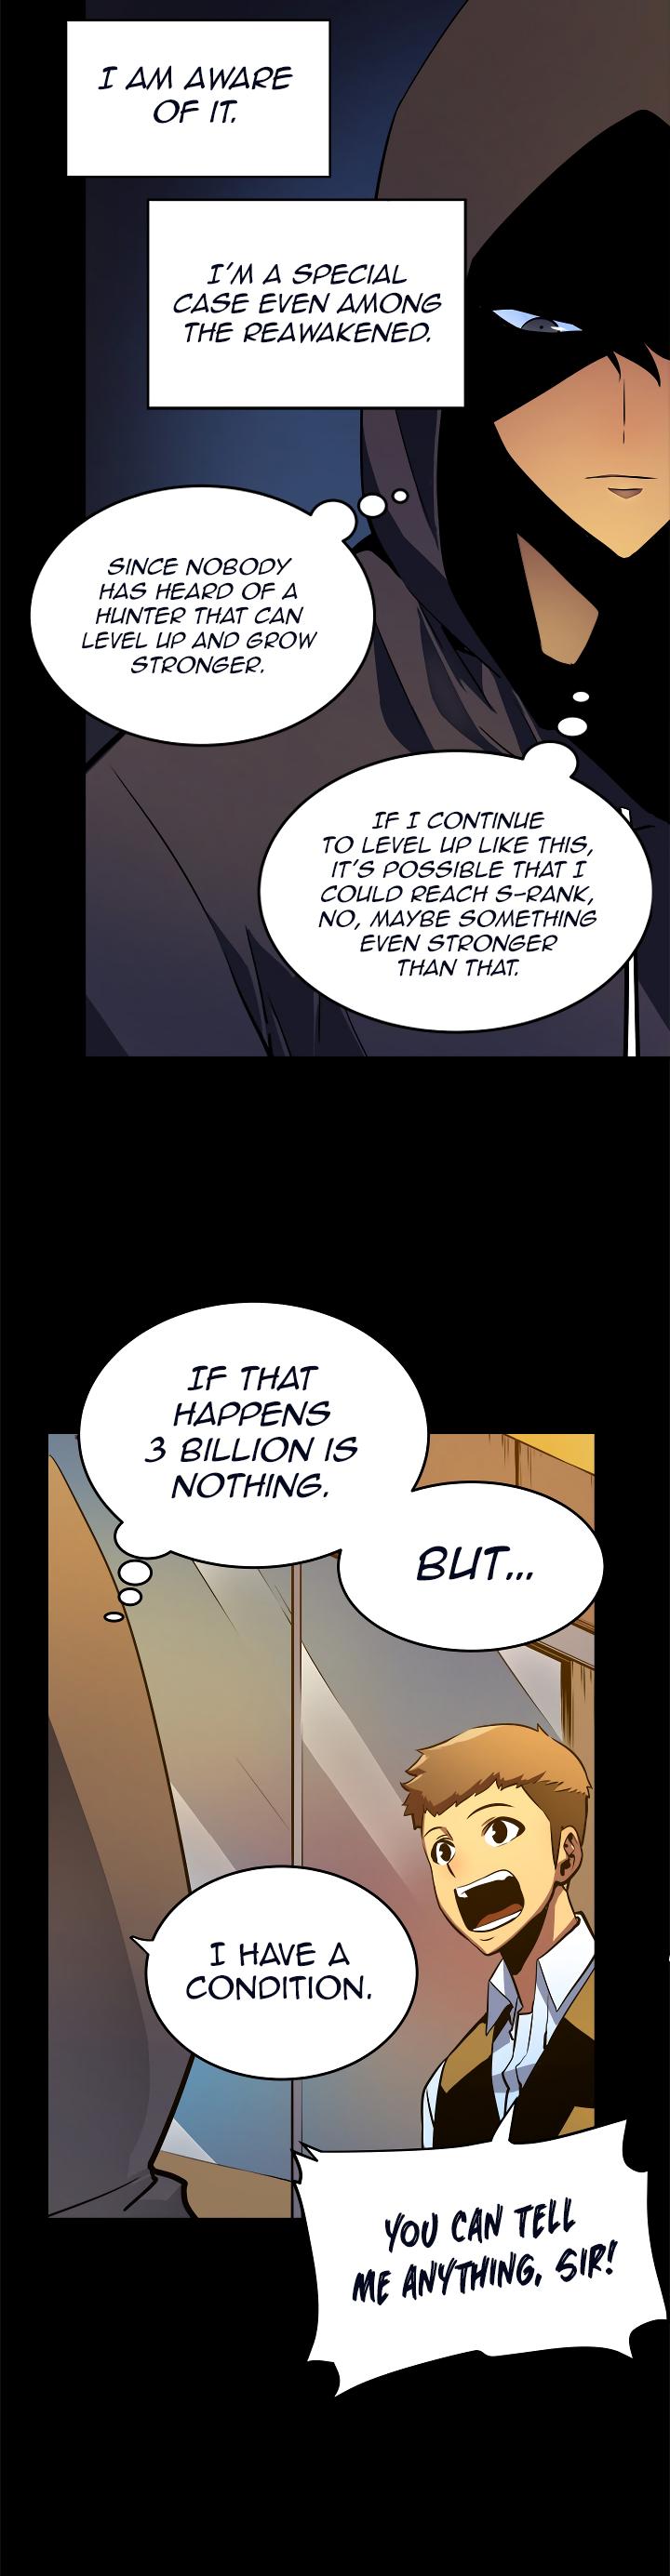 I AM AWARE
OF IT.
I'M A SPECIAL
CASE EVEN AMONG
THE REAWAKENED.
SINCE NOBODY
HAS HEARD OF A
HUNTER THAT CAN
LEVEL UP AND GROW
STRONGER.
IF I CONTINUE
TO LEVEL UP LIKE THIS,
IT'S POSSIBLE THAT I
COULD REACH S-RANK,
NO, MAYBE SOMETHING
EVEN STRONGER
THAN THAT.
IF THAT
HAPPENS
3 BILLION IS
NOTHING.
BUT...
I HAVE A
CONDITION.
YOU CAN TELL
ME ANYTHING, SIR!